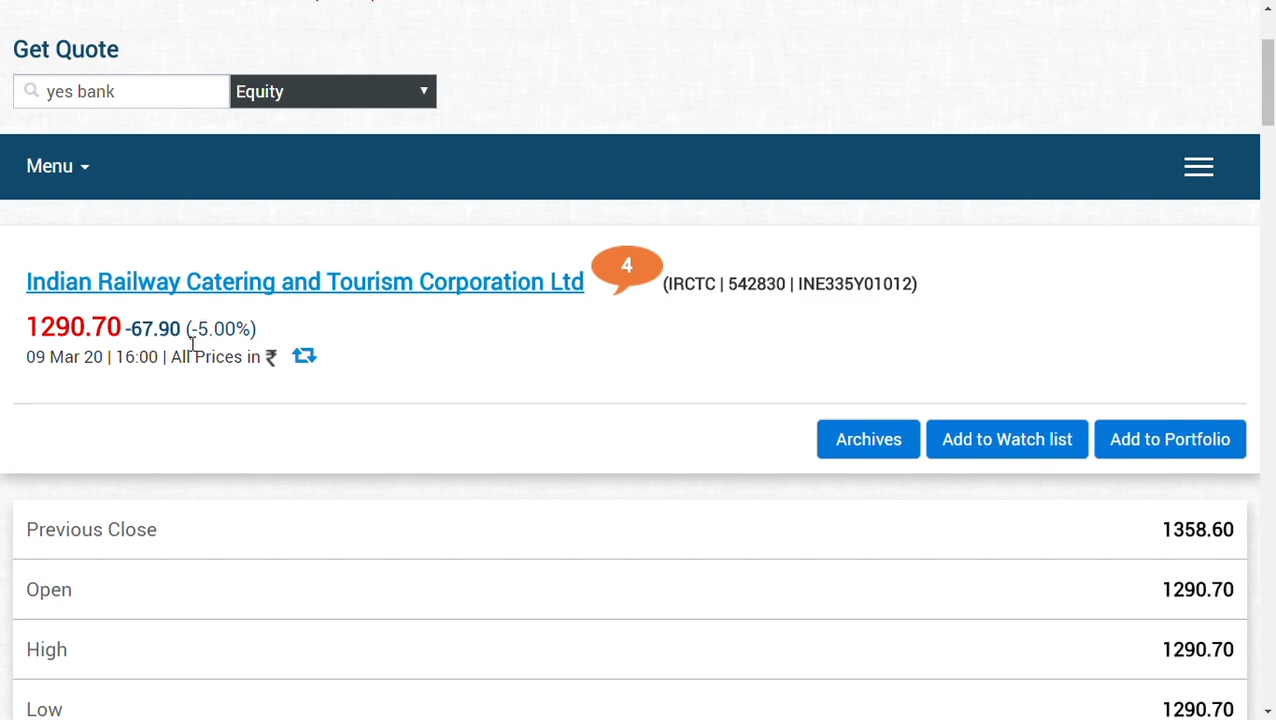 Get Quote
yes bank
Equity
Menu
Indian Railway Catering and Tourism Corporation Ltd
4
(IRCTC | 542830 | INE335Y01012)
1290.70 -67.90 (-5.00%)
09 Mar 20 | 16:00 | All Prices in ₹
Archives
Add to Watch list
Add to Portfolio
Previous Close 1358.60
Open 1290.70
High 1290.70
Low 1290.70